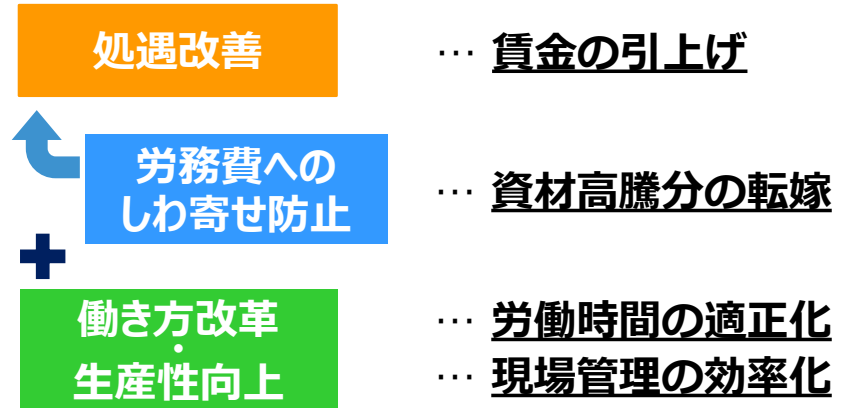 処遇改善 … 賃金の引上げ
労務費への
しわ寄せ防止 … 資材高騰分の転嫁
働き方改革 … 労働時間の適正化
・
生産性向上 … 現場管理の効率化